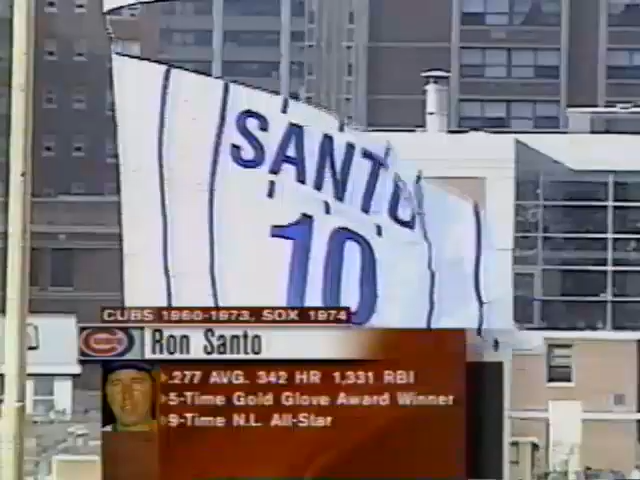 SANTO
10
CUBS 1960-1973, SOX 1974
Ron Santo
.277 AVG. 342 HR 1,331 RBI
5-Time Gold Glove Award Winner
9-Time N.L. All-Star